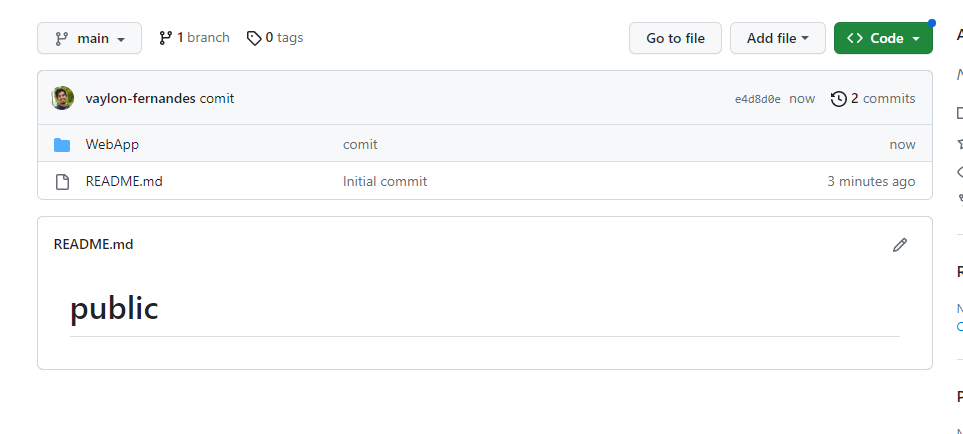 main
1 branch
0 tags
Go to file
Add file
Code
vaylon-fernandes comit
e4d8d0e now
2 commits
WebApp comit now
README.md Initial commit 3 minutes ago
README.md
public